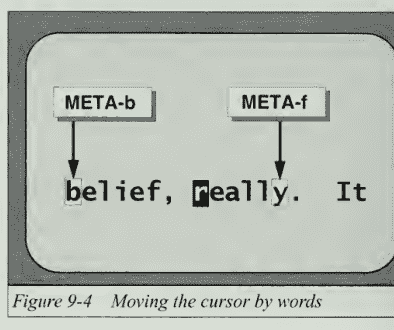 META-b META-f
belief, really. It
Figure 9-4 Moving the cursor by words